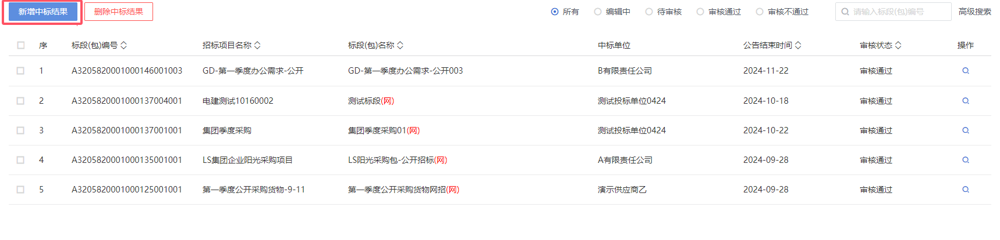 新增中标结果 删除中标结果 所有 编辑中 待审核 审核通过 审核不通过 请输入标段(包)编号 高级搜索
序 标段(包)编号 招标项目名称 标段(包)名称 中标单位 公告结束时间 审核状态 操作
1 A3205820001000146001003 GD-第一季度办公需求-公开 GD-第一季度办公需求-公开003 B有限责任公司 2024-11-22 审核通过
2 A3205820001000137004001 电建测试10160002 测试标段(网) 测试投标单位0424 2024-10-18 审核通过
3 A3205820001000137001001 集团季度采购 集团季度采购01(网) 测试投标单位0424 2024-10-22 审核通过
4 A3205820001000135001001 LS集团企业阳光采购项目 LS阳光采购包-公开招标(网) A有限责任公司 2024-09-28 审核通过
5 A3205820001000125001001 第一季度公开采购货物-9-11 第一季度公开采购货物网招(网) 演示供应商乙 2024-09-28 审核通过